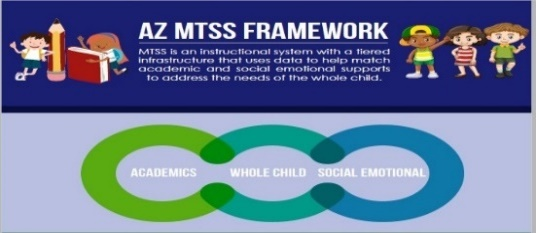 AZ MTSS FRAMEWORK
MTSS is an instructional system with a tiered
infrastructure that uses data to help match
academic and social emotional supports
to address the needs of the whole child.
ACADEMICS WHOLE CHILD SOCIAL EMOTIONAL